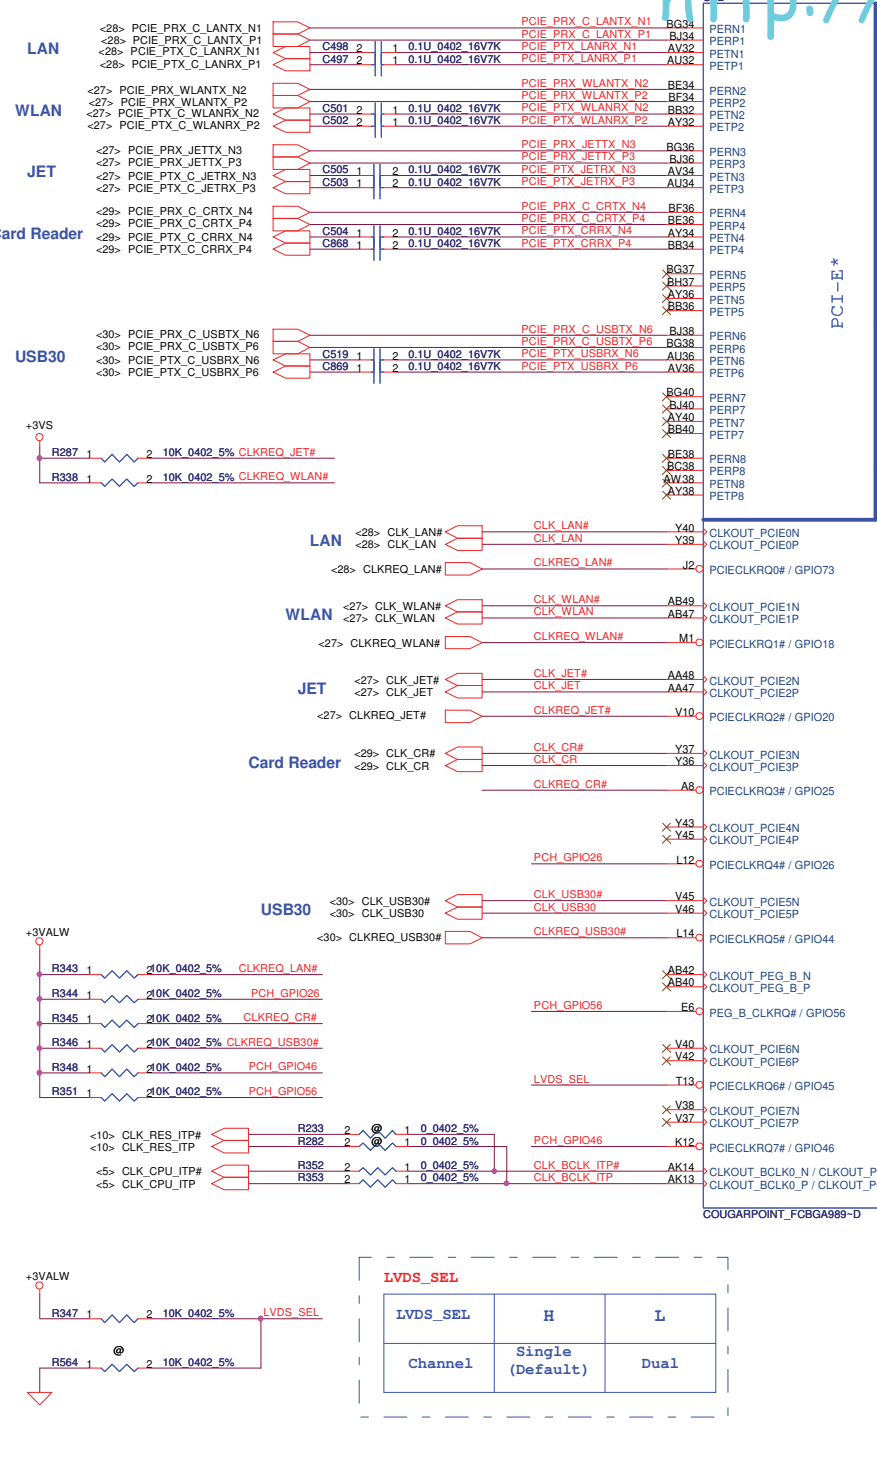 http://
LAN
<28> PCIE_PRX_C_LANTX_N1 PCIE_PRX_C_LANTX_N1 BG34 PERN1
<28> PCIE_PRX_C_LANTX_P1 PCIE_PRX_C_LANTX_P1 BJ34 PERP1
<28> PCIE_PTX_C_LANRX_N1 C498 2 1 0.1U_0402_16V7K PCIE_PTX_LANRX_N1 AV32 PETN1
<28> PCIE_PTX_C_LANRX_P1 C497 2 1 0.1U_0402_16V7K PCIE_PTX_LANRX_P1 AU32 PETP1
WLAN
<27> PCIE_PRX_WLANTX_N2 PCIE_PRX_WLANTX_N2 BE34 PERN2
<27> PCIE_PRX_WLANTX_P2 PCIE_PRX_WLANTX_P2 BF34 PERP2
<27> PCIE_PTX_C_WLANRX_N2 C501 2 1 0.1U_0402_16V7K PCIE_PTX_WLANRX_N2 BB32 PETN2
<27> PCIE_PTX_C_WLANRX_P2 C502 2 1 0.1U_0402_16V7K PCIE_PTX_WLANRX_P2 AY32 PETP2
JET
<27> PCIE_PRX_JETTX_N3 PCIE_PRX_JETTX_N3 BG36 PERN3
<27> PCIE_PRX_JETTX_P3 PCIE_PRX_JETTX_P3 BJ36 PERP3
<27> PCIE_PTX_C_JETRX_N3 C505 1 2 0.1U_0402_16V7K PCIE_PTX_JETRX_N3 AV34 PETN3
<27> PCIE_PTX_C_JETRX_P3 C503 1 2 0.1U_0402_16V7K PCIE_PTX_JETRX_P3 AU34 PETP3
Card Reader
<29> PCIE_PRX_C_CRTX_N4 PCIE_PRX_C_CRTX_N4 BF36 PERN4
<29> PCIE_PRX_C_CRTX_P4 PCIE_PRX_C_CRTX_P4 BE36 PERP4
<29> PCIE_PTX_C_CRRX_N4 C504 1 2 0.1U_0402_16V7K PCIE_PTX_CRRX_N4 AY34 PETN4
<29> PCIE_PTX_C_CRRX_P4 C868 1 2 0.1U_0402_16V7K PCIE_PTX_CRRX_P4 BB34 PETP4
PCI-E*
BG37 PERN5
BH37 PERP5
AY36 PETN5
BB36 PETP5
USB30
<30> PCIE_PRX_C_USBTX_N6 PCIE_PRX_C_USBTX_N6 BJ38 PERN6
<30> PCIE_PRX_C_USBTX_P6 PCIE_PRX_C_USBTX_P6 BG38 PERP6
<30> PCIE_PTX_C_USBRX_N6 C519 1 2 0.1U_0402_16V7K PCIE_PTX_USBRX_N6 AU36 PETN6
<30> PCIE_PTX_C_USBRX_P6 C869 1 2 0.1U_0402_16V7K PCIE_PTX_USBRX_P6 AV36 PETP6
BG40 PERN7
BJ40 PERP7
AY40 PETN7
BB40 PETP7
+3VS
R287 1 2 10K_0402_5% CLKREQ_JET#
R338 1 2 10K_0402_5% CLKREQ_WLAN#
BE38 PERN8
BC38 PERP8
AW38 PETN8
AY38 PETP8
LAN
<28> CLK_LAN# CLK_LAN# Y40 CLKOUT_PCIE0N
<28> CLK_LAN CLK_LAN Y39 CLKOUT_PCIE0P
<28> CLKREQ_LAN# CLKREQ_LAN# J2 PCIECLKRQ0# / GPIO73
WLAN
<27> CLK_WLAN# CLK_WLAN# AB49 CLKOUT_PCIE1N
<27> CLK_WLAN CLK_WLAN AB47 CLKOUT_PCIE1P
<27> CLKREQ_WLAN# CLKREQ_WLAN# M1 PCIECLKRQ1# / GPIO18
JET
<27> CLK_JET# CLK_JET# AA48 CLKOUT_PCIE2N
<27> CLK_JET CLK_JET AA47 CLKOUT_PCIE2P
<27> CLKREQ_JET# CLKREQ_JET# V10 PCIECLKRQ2# / GPIO20
Card Reader
<29> CLK_CR# CLK_CR# Y37 CLKOUT_PCIE3N
<29> CLK_CR CLK_CR Y36 CLKOUT_PCIE3P
CLKREQ_CR# A8 PCIECLKRQ3# / GPIO25
Y43 CLKOUT_PCIE4N
Y45 CLKOUT_PCIE4P
PCH_GPIO26 L12 PCIECLKRQ4# / GPIO26
USB30
<30> CLK_USB30# CLK_USB30# V45 CLKOUT_PCIE5N
<30> CLK_USB30 CLK_USB30 V46 CLKOUT_PCIE5P
<30> CLKREQ_USB30# CLKREQ_USB30# L14 PCIECLKRQ5# / GPIO44
+3VALW
R343 1 2 10K_0402_5% CLKREQ_LAN#
R344 1 2 10K_0402_5% PCH_GPIO26
R345 1 2 10K_0402_5% CLKREQ_CR#
R346 1 2 10K_0402_5% CLKREQ_USB30#
R348 1 2 10K_0402_5% PCH_GPIO46
R351 1 2 10K_0402_5% PCH_GPIO56
AB42 CLKOUT_PEG_B_N
AB40 CLKOUT_PEG_B_P
PCH_GPIO56 E6 PEG_B_CLKRQ# / GPIO56
V40 CLKOUT_PCIE6N
V42 CLKOUT_PCIE6P
LVDS_SEL T13 PCIECLKRQ6# / GPIO45
V38 CLKOUT_PCIE7N
V37 CLKOUT_PCIE7P
PCH_GPIO46 K12 PCIECLKRQ7# / GPIO46
<10> CLK_RES_ITP# R233 2 @ 1 0_0402_5%
<10> CLK_RES_ITP R282 2 @ 1 0_0402_5%
<5> CLK_CPU_ITP# R352 2 1 0_0402_5% CLK_BCLK_ITP# AK14 CLKOUT_BCLK0_N / CLKOUT_P
<5> CLK_CPU_ITP R353 2 1 0_0402_5% CLK_BCLK_ITP AK13 CLKOUT_BCLK0_P / CLKOUT_P
COUGARPOINT_FCBGA989~D
+3VALW
R347 1 2 10K_0402_5% LVDS_SEL
@
R564 1 2 10K_0402_5%
LVDS_SEL
LVDS_SEL H L
Channel Single (Default) Dual